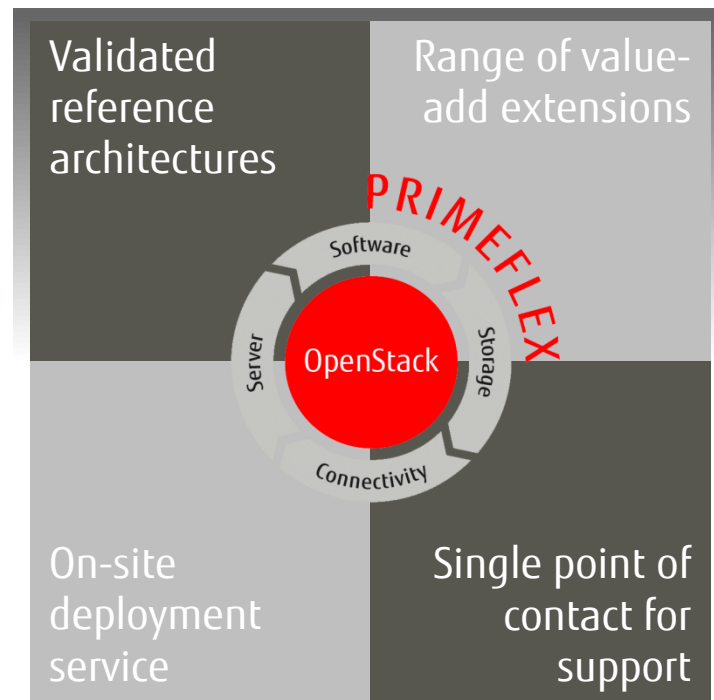 Validated
reference
architectures
Range of value-
add extensions
PRIMEFLEX
Software
Server
OpenStack
Storage
Connectivity
On-site
deployment
service
Single point of
contact for
support